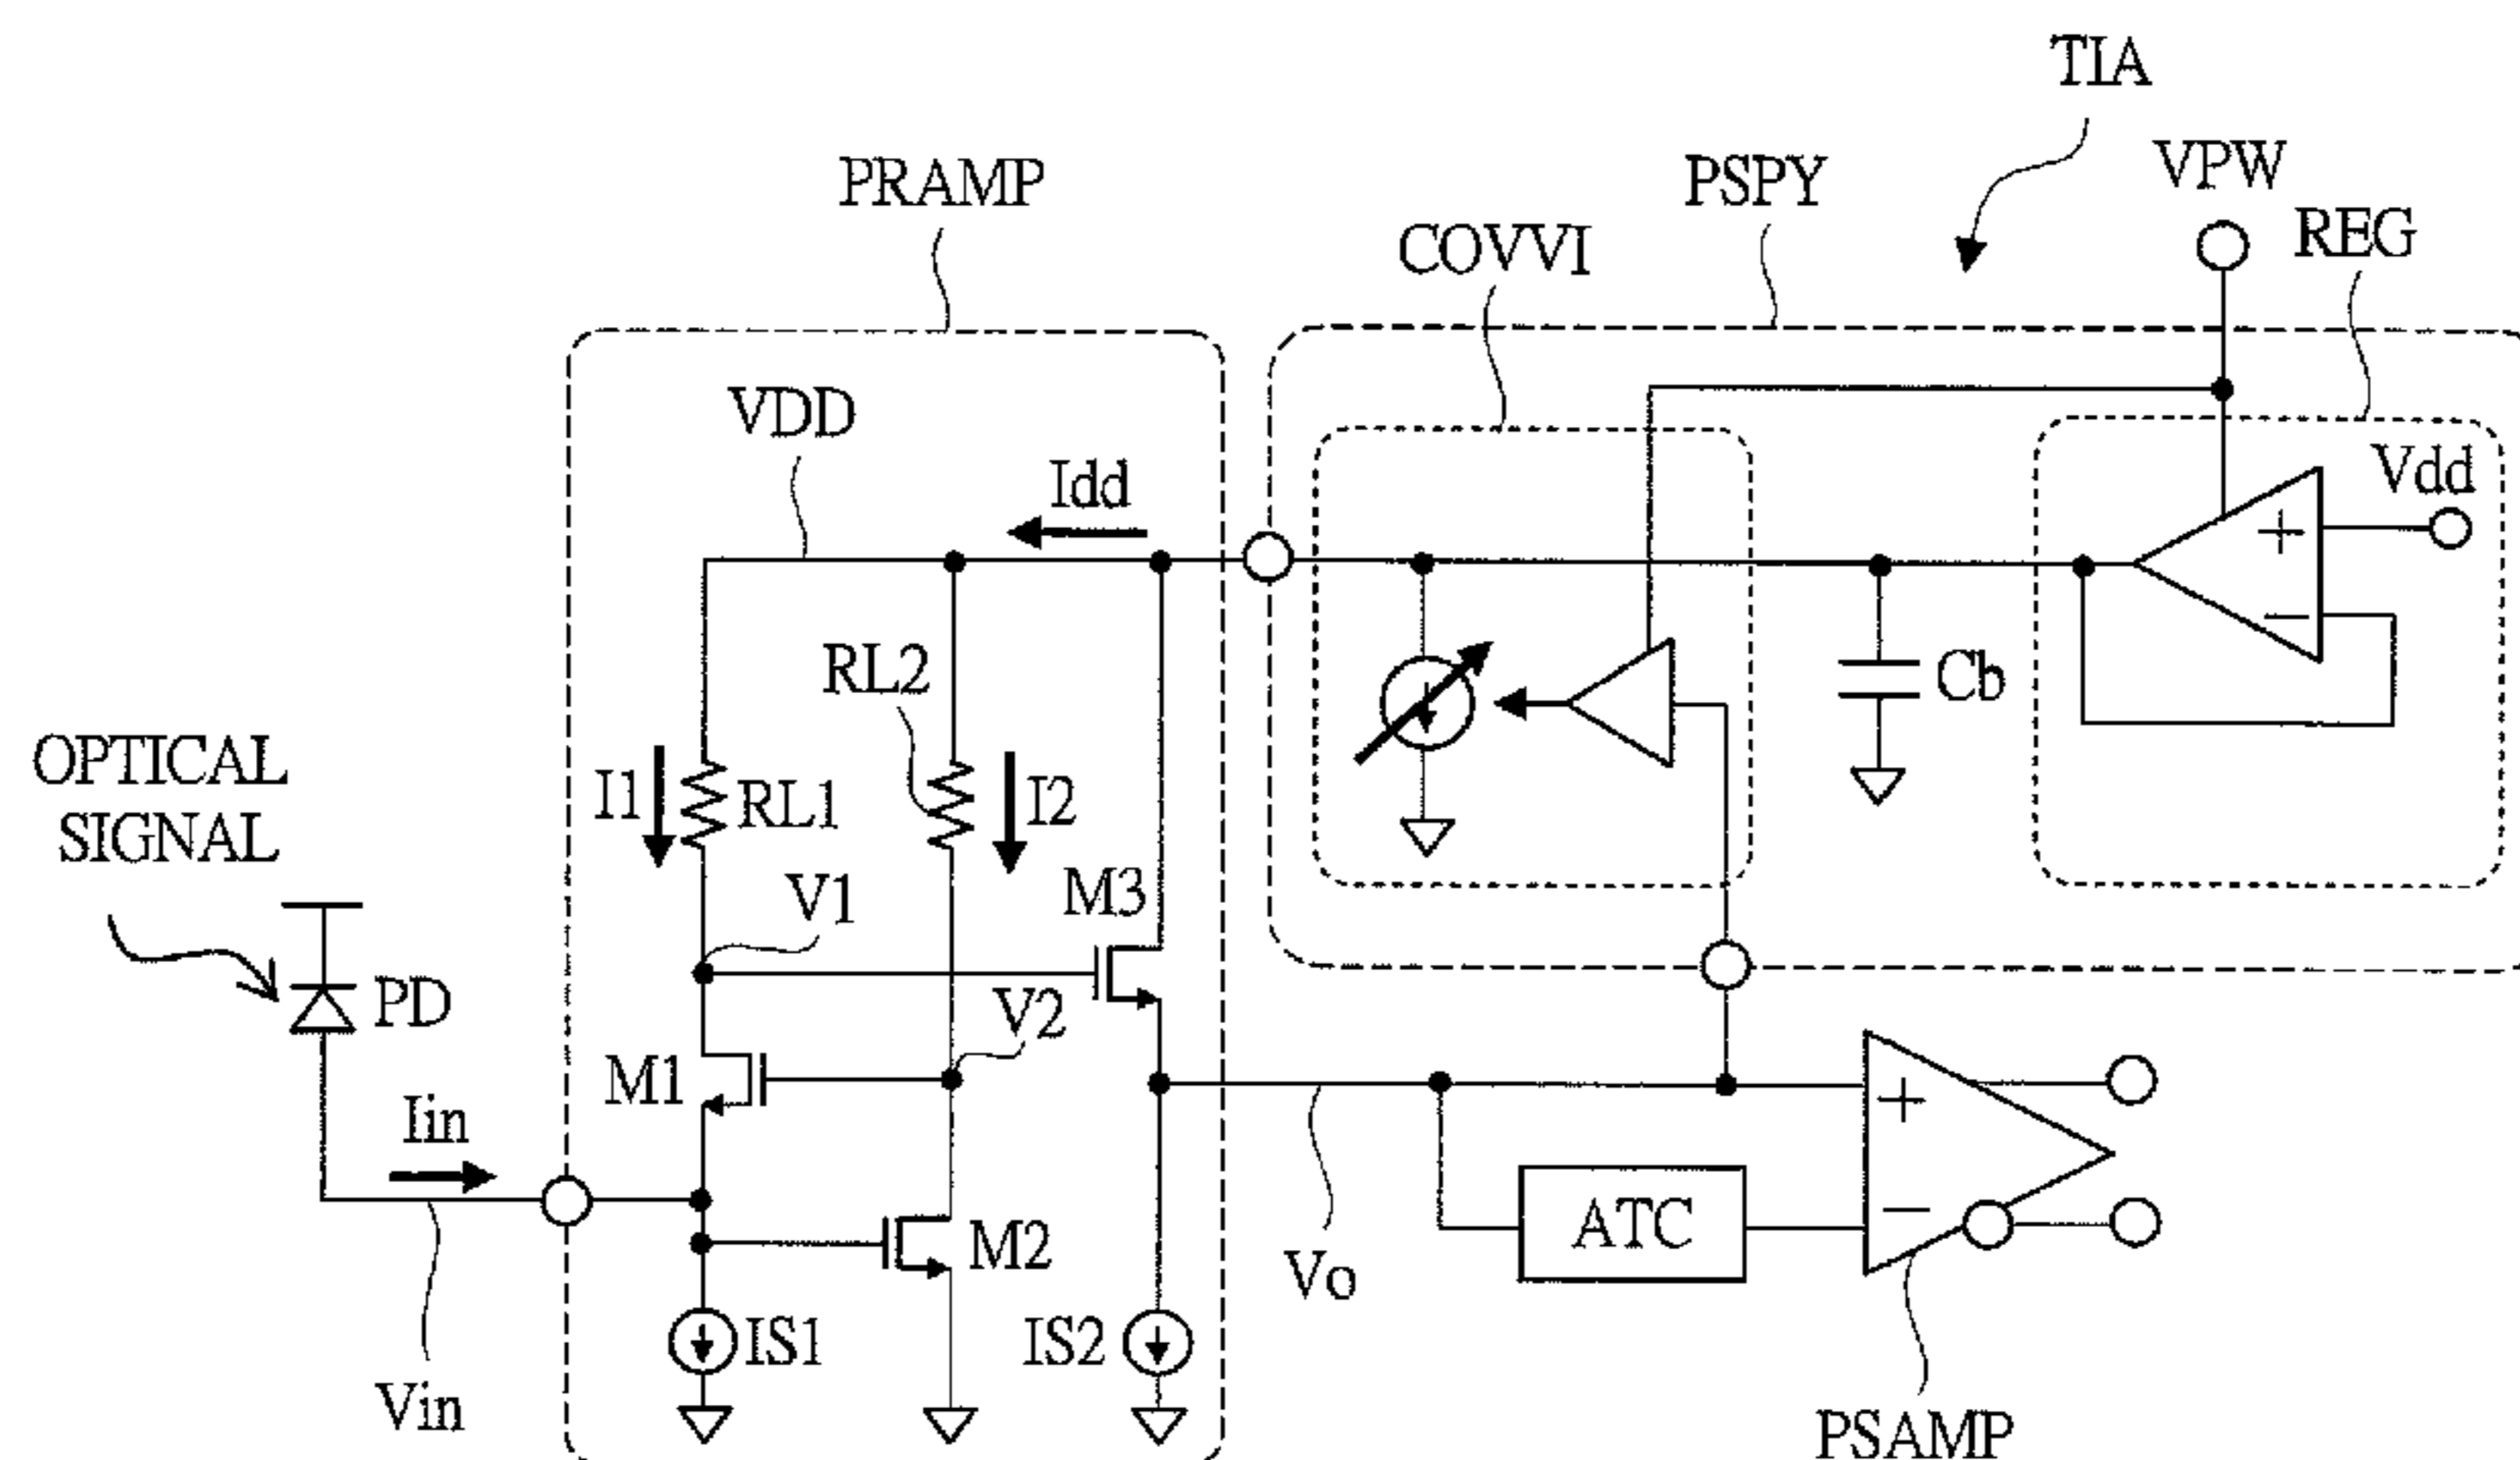 TIA
PRAMP
PSPY
VPW
COVVI
REG
VDD
Idd
Vdd
+
−
RL2
Cb
OPTICAL
SIGNAL
I1
RL1
I2
V1
M3
PD
V2
M1
Iin
+
−
M2
ATC
Vo
IS1
IS2
Vin
PSAMP